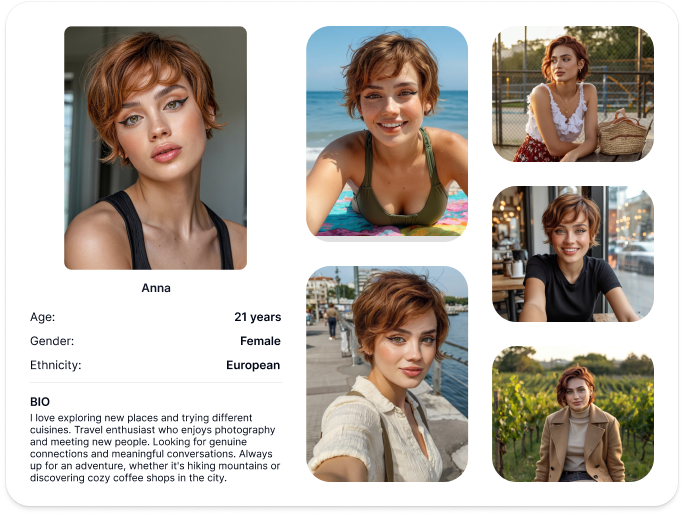 Anna
Age: 21 years
Gender: Female
Ethnicity: European
BIO
I love exploring new places and trying different
cuisines. Travel enthusiast who enjoys photography
and meeting new people. Looking for genuine
connections and meaningful conversations. Always
up for an adventure, whether it's hiking mountains or
discovering cozy coffee shops in the city.